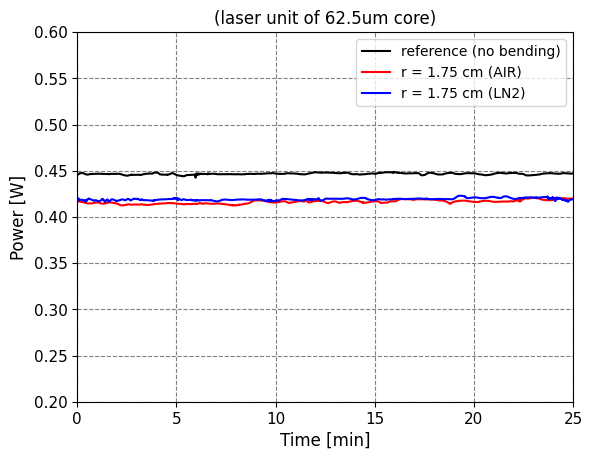 (laser unit of 62.5um core)
reference (no bending)
r = 1.75 cm (AIR)
r = 1.75 cm (LN2)
Power [W]
0.60
0.55
0.50
0.45
0.40
0.35
0.30
0.25
0.20
0 5 10 15 20 25
Time [min]